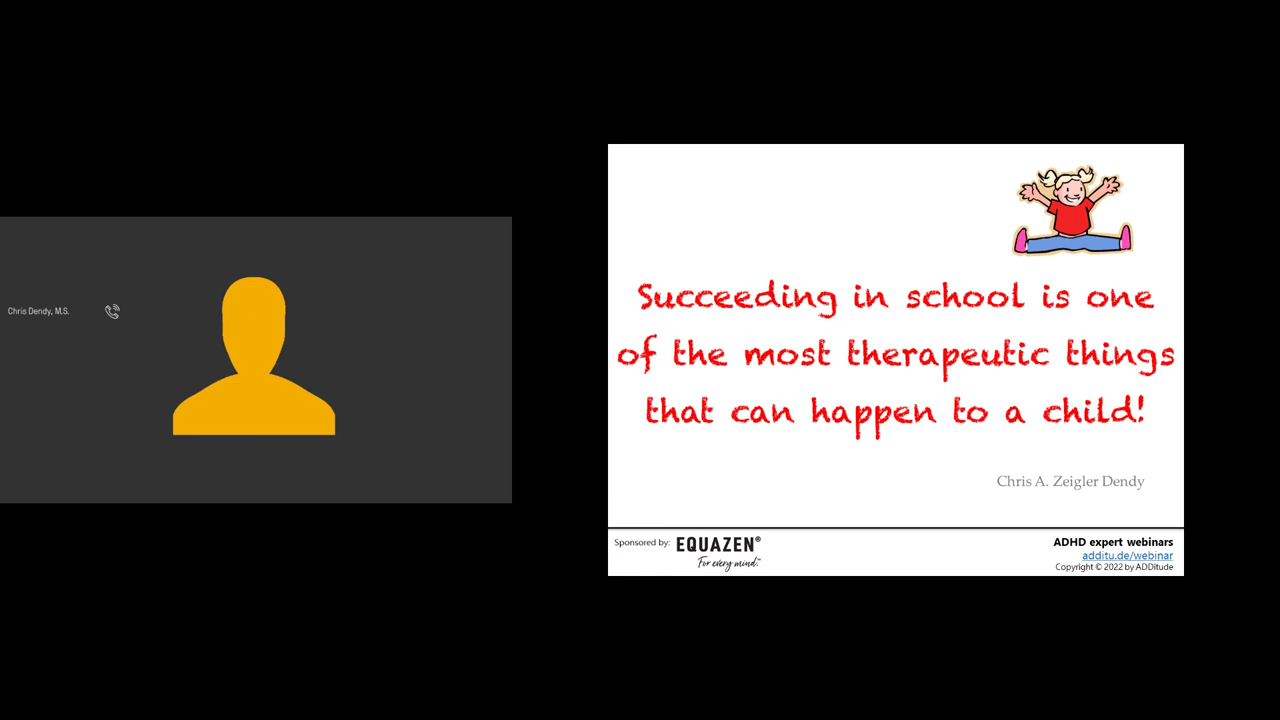 Chris Dendy, M.S.
Succeeding in school is one
of the most therapeutic things
that can happen to a child!
Chris A. Zeigler Dendy
Sponsored by: EQUAZEN®
For every mind.™
ADHD expert webinars
additu.de/webinar
Copyright © 2022 by ADDitude